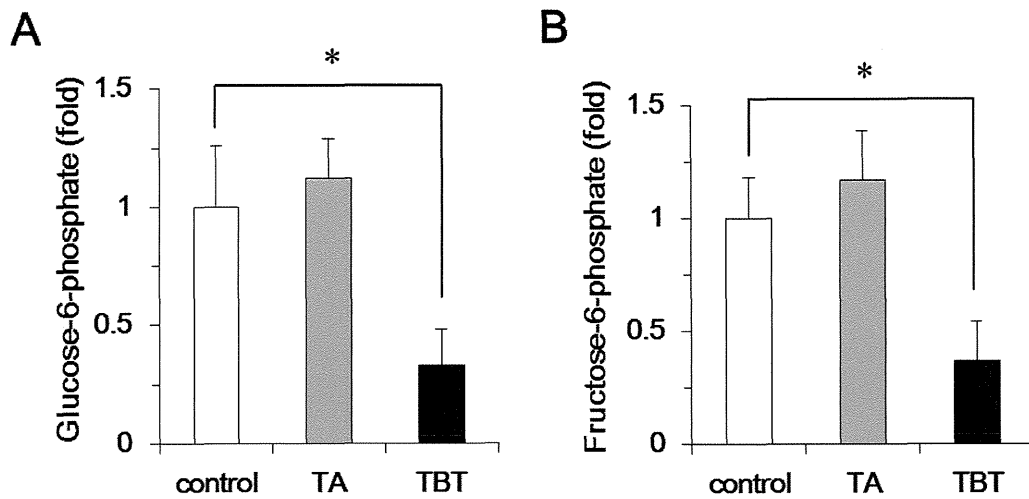 A
Glucose-6-phosphate (fold)
*
1.5
1
0.5
0
control TA TBT
B
Fructose-6-phosphate (fold)
*
1.5
1
0.5
0
control TA TBT